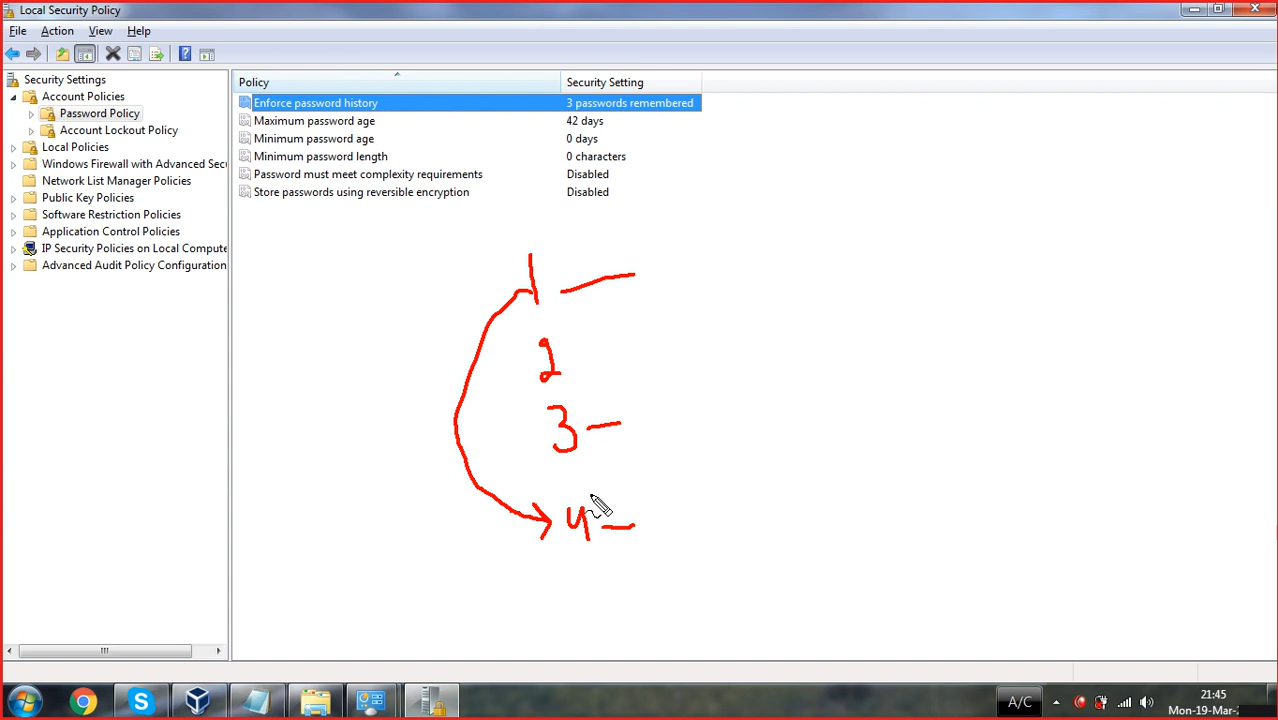 Local Security Policy
File Action View Help
Security Settings
Account Policies
Password Policy
Account Lockout Policy
Local Policies
Windows Firewall with Advanced Secu
Network List Manager Policies
Public Key Policies
Software Restriction Policies
Application Control Policies
IP Security Policies on Local Compute
Advanced Audit Policy Configuration
Policy Security Setting
Enforce password history 3 passwords remembered
Maximum password age 42 days
Minimum password age 0 days
Minimum password length 0 characters
Password must meet complexity requirements Disabled
Store passwords using reversible encryption Disabled
1 —
2
3 —
4 —
A/C
21:45
Mon-19-Mar-2